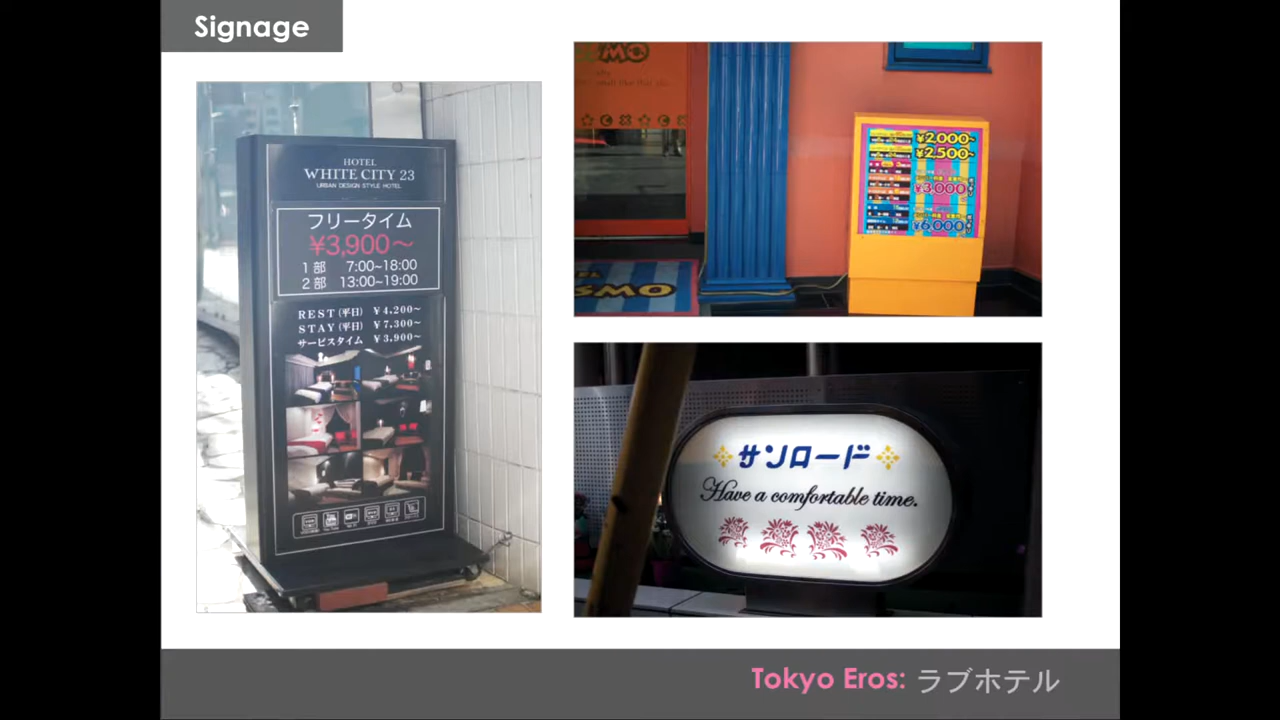 Signage
HOTEL
WHITE CITY 23
URBAN DESIGN STYLE HOTEL
フリータイム
¥3,900～
1部 7:00~18:00
2部 13:00~19:00
REST(平日) ¥4,200~
STAY(平日) ¥7,300~
サービスタイム ¥3,900~
SMO
¥2,000~
¥2,500~
¥3,000
¥6,000
SMO
サンロード
Have a comfortable time.
Tokyo Eros: ラブホテル